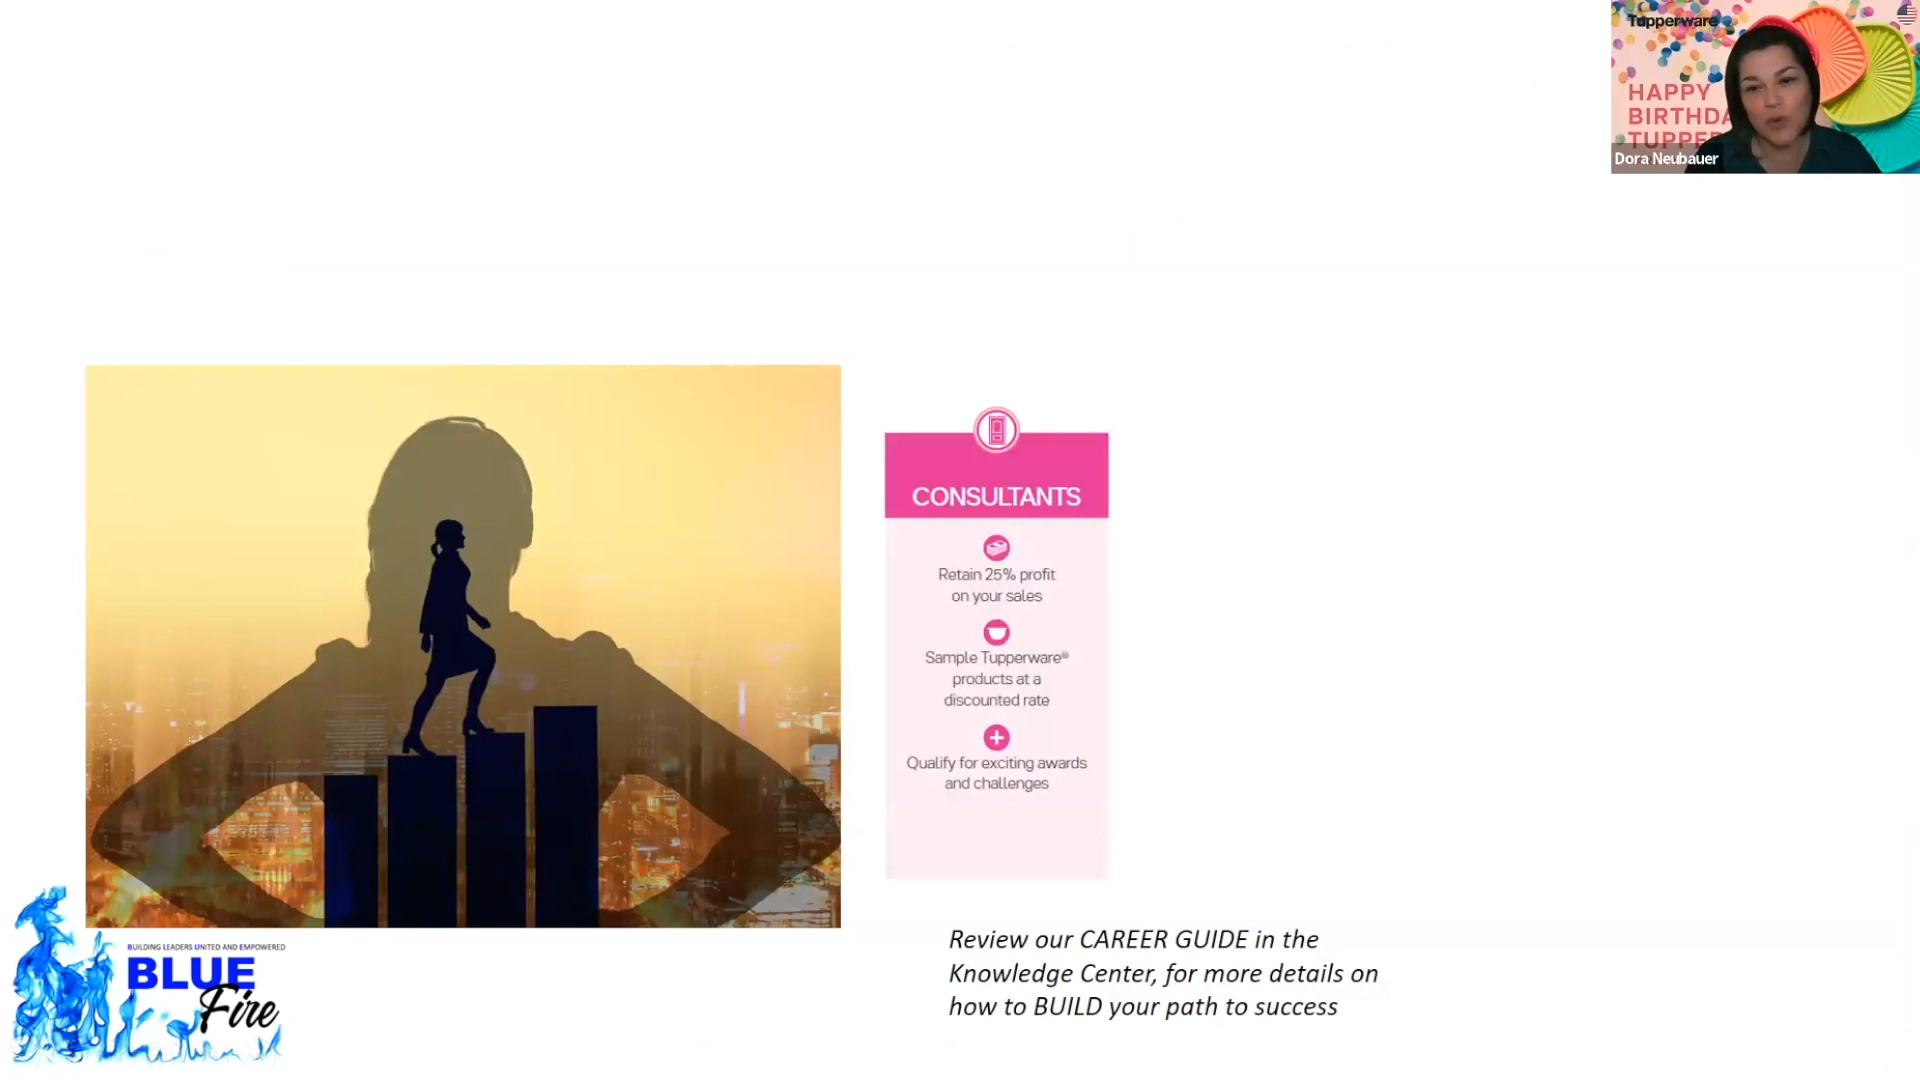 Tupperware
HAPPY
BIRTHDA
TUPPE
Dora Neubauer
CONSULTANTS
Retain 25% profit
on your sales
Sample Tupperware®
products at a
discounted rate
Qualify for exciting awards
and challenges
Review our CAREER GUIDE in the
Knowledge Center, for more details on
how to BUILD your path to success
BUILDING LEADERS UNITED AND EMPOWERED
BLUE
Fire